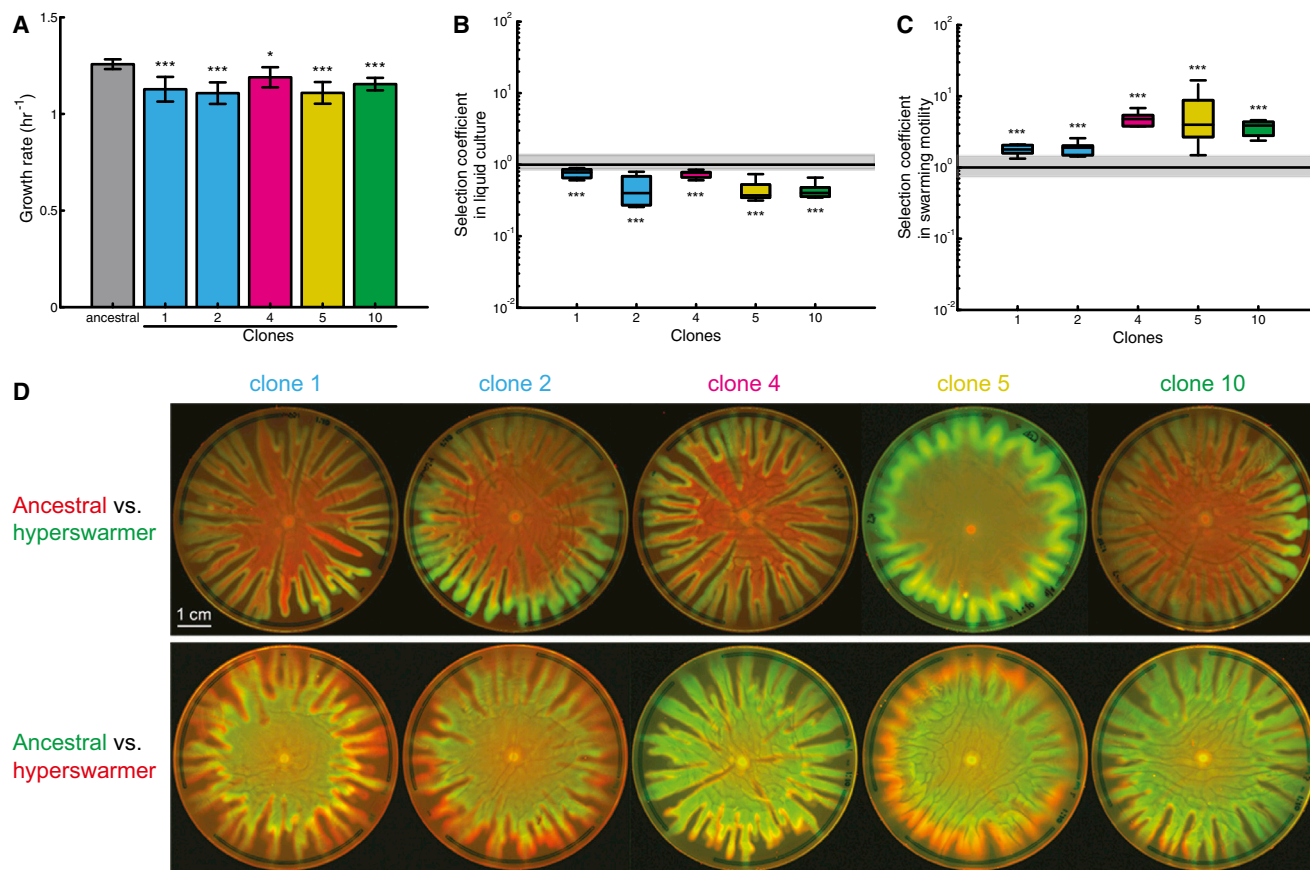 A
Growth rate (hr⁻¹)
1.5
1
0.5
0
ancestral
1
2
4
5
10
Clones
***
***
*
***
***
B
Selection coefficient
in liquid culture
10²
10¹
10⁰
10⁻¹
10⁻²
***
***
***
***
***
1
2
4
5
10
Clones
C
Selection coefficient
in swarming motility
10²
10¹
10⁰
10⁻¹
10⁻²
***
***
***
***
***
1
2
4
5
10
Clones
D
clone 1
clone 2
clone 4
clone 5
clone 10
Ancestral vs.
hyperswarmer
1 cm
Ancestral vs.
hyperswarmer